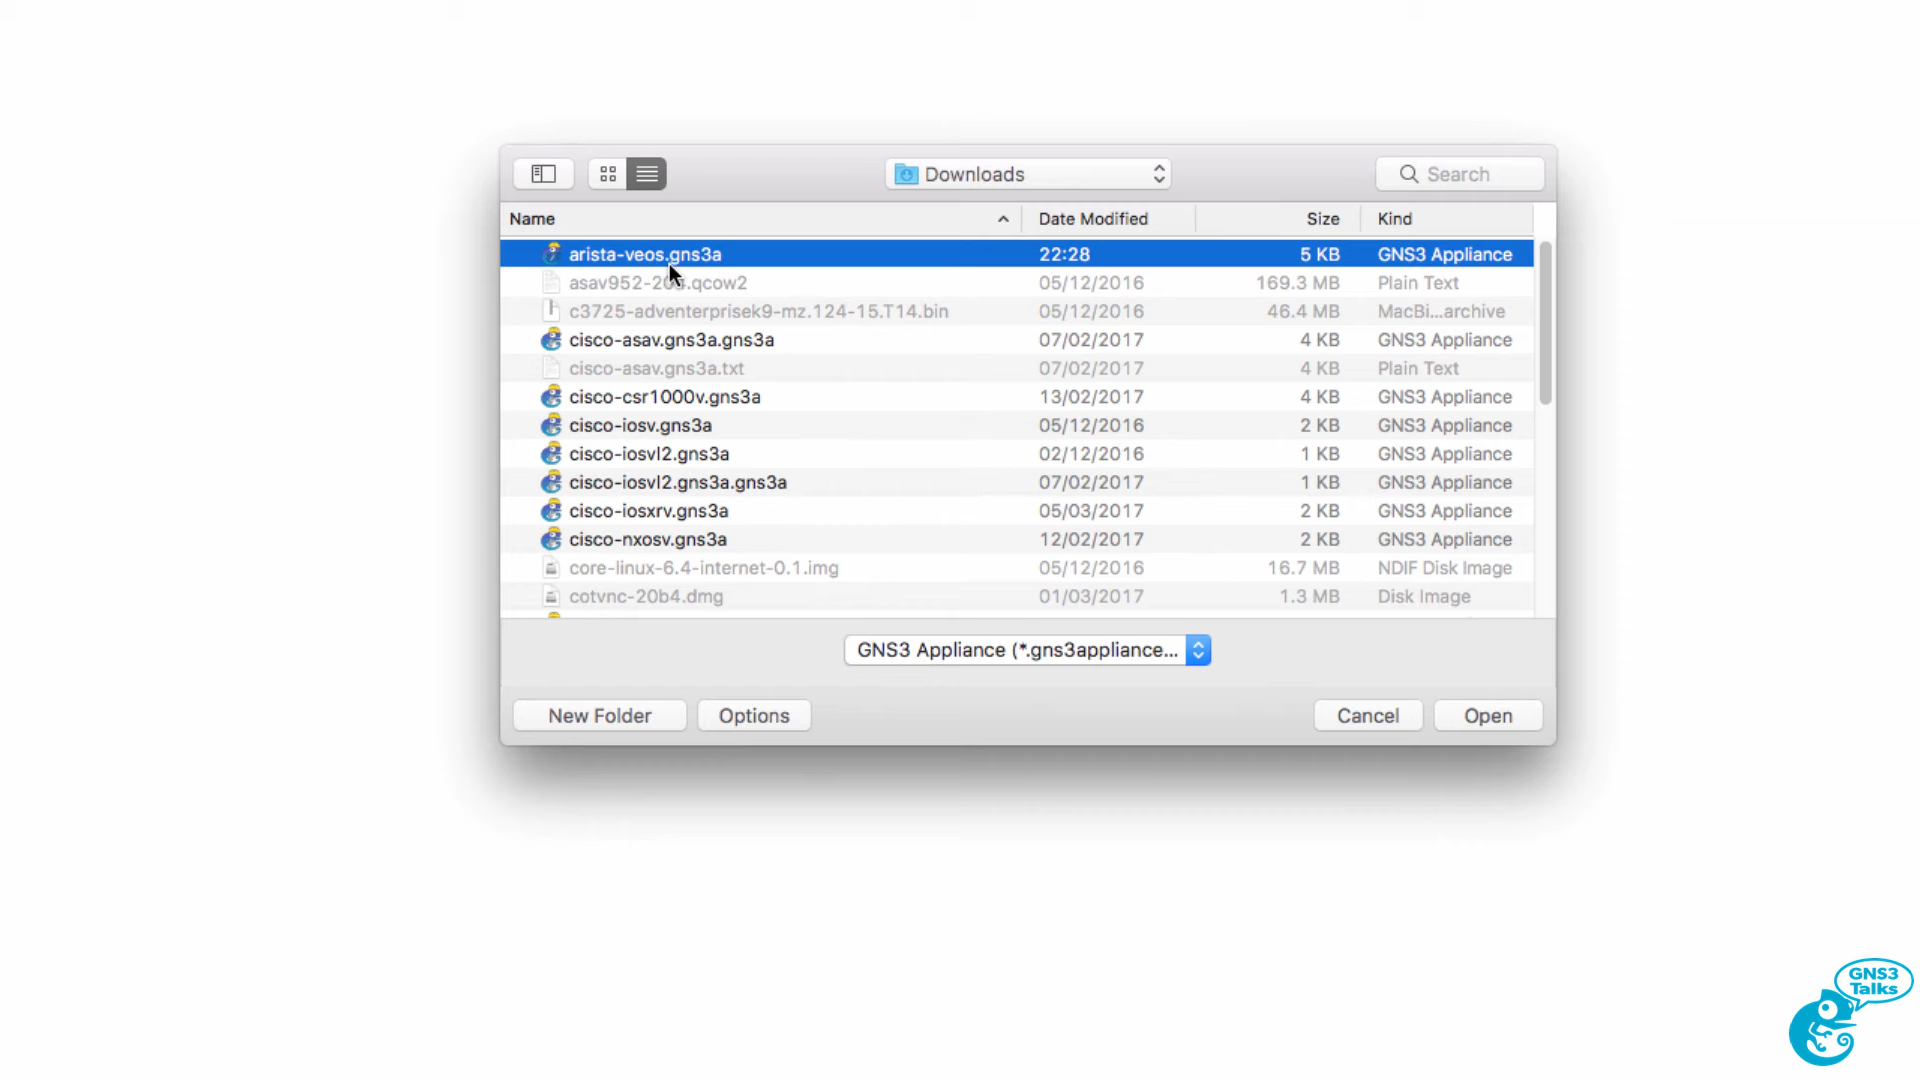 Downloads
Search
Name Date Modified Size Kind
arista-veos.gns3a 22:28 5 KB GNS3 Appliance
asav952-204.qcow2 05/12/2016 169.3 MB Plain Text
c3725-adventerprisek9-mz.124-15.T14.bin 05/12/2016 46.4 MB MacBi...archive
cisco-asav.gns3a.gns3a 07/02/2017 4 KB GNS3 Appliance
cisco-asav.gns3a.txt 07/02/2017 4 KB Plain Text
cisco-csr1000v.gns3a 13/02/2017 4 KB GNS3 Appliance
cisco-iosv.gns3a 05/12/2016 2 KB GNS3 Appliance
cisco-iosvl2.gns3a 02/12/2016 1 KB GNS3 Appliance
cisco-iosvl2.gns3a.gns3a 07/02/2017 1 KB GNS3 Appliance
cisco-iosxrv.gns3a 05/03/2017 2 KB GNS3 Appliance
cisco-nxosv.gns3a 12/02/2017 2 KB GNS3 Appliance
core-linux-6.4-internet-0.1.img 05/12/2016 16.7 MB NDIF Disk Image
cotvnc-20b4.dmg 01/03/2017 1.3 MB Disk Image
GNS3 Appliance (*.gns3appliance...
New Folder Options Cancel Open
GNS3
Talks